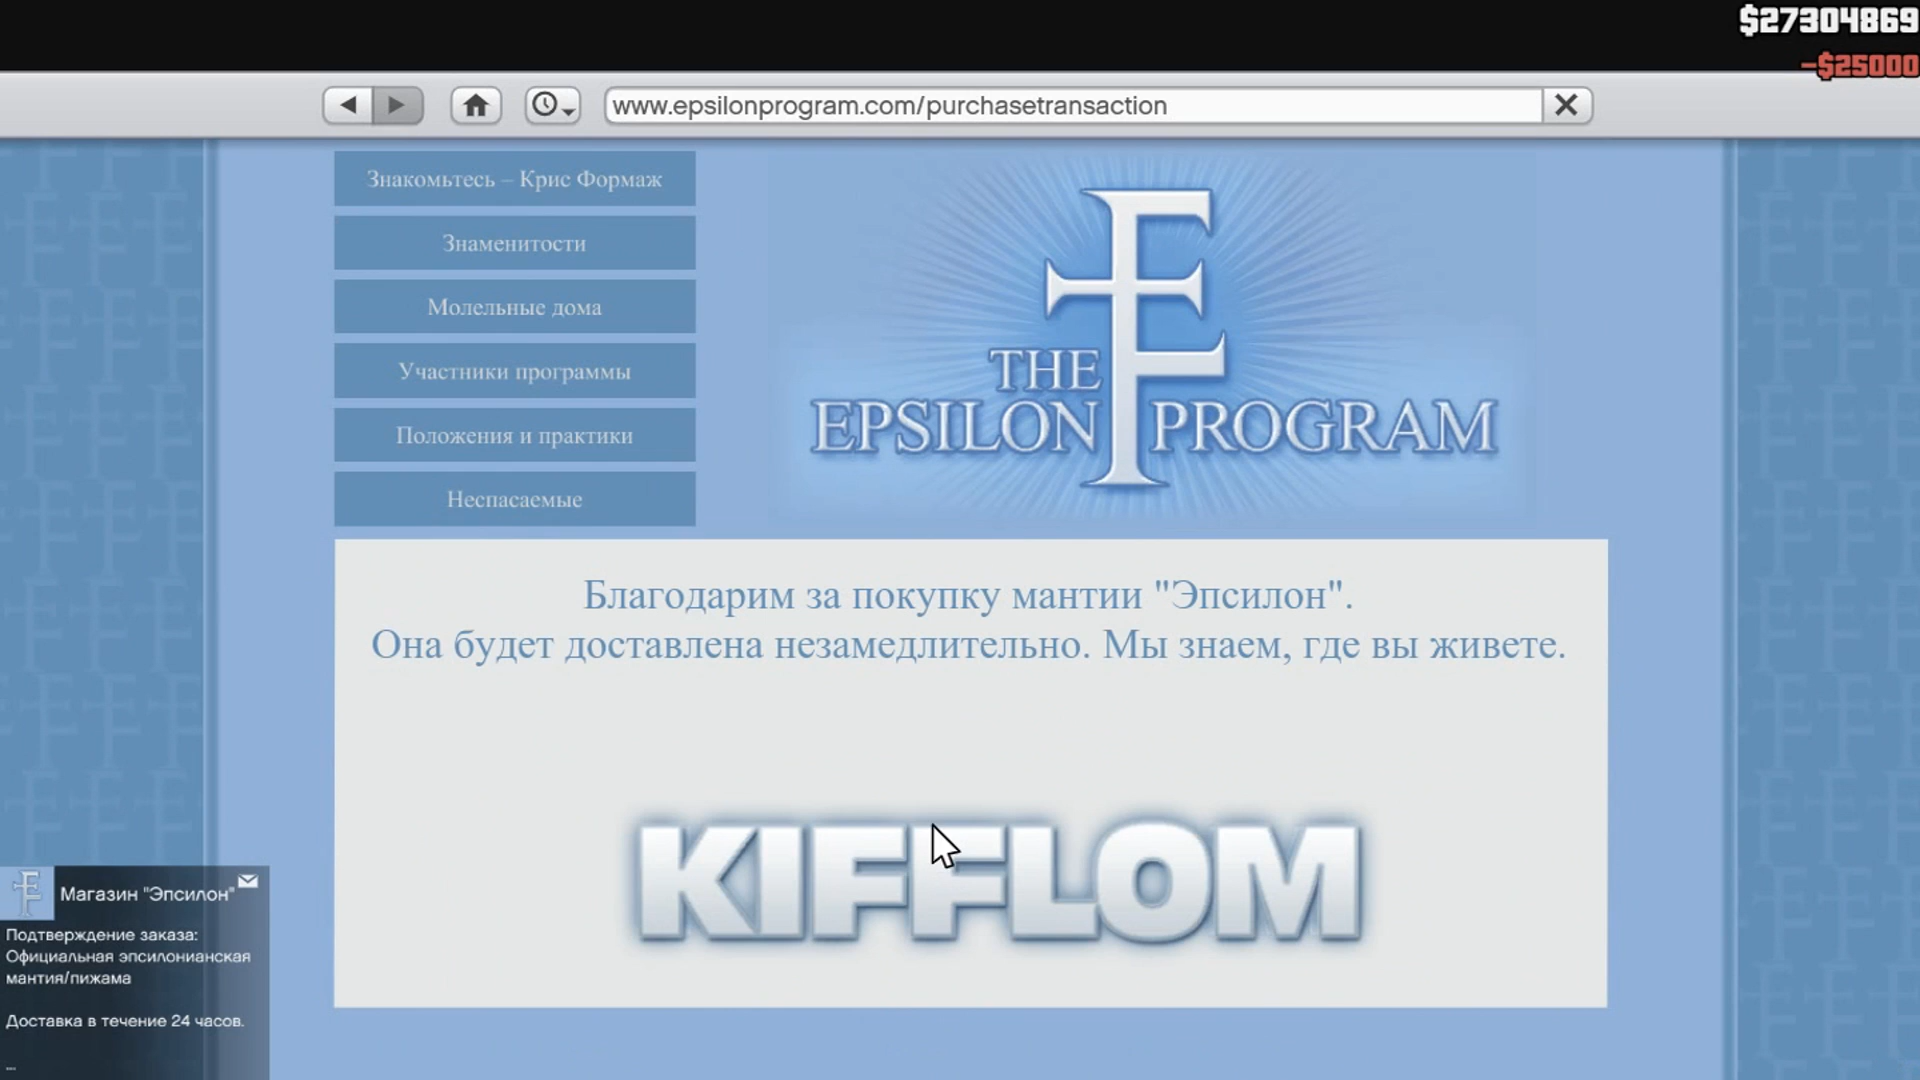 $27304869
-$25000
www.epsilonprogram.com/purchasetransaction
Знакомьтесь – Крис Формаж
Знаменитости
Молельные дома
Участники программы
Положения и практики
Неспасаемые
THE
EPSILON PROGRAM
Благодарим за покупку мантии "Эпсилон".
Она будет доставлена незамедлительно. Мы знаем, где вы живете.
KIFFLOM
Магазин "Эпсилон"
Подтверждение заказа:
Официальная эпсилонианская
мантия/пижама
Доставка в течение 24 часов.
...